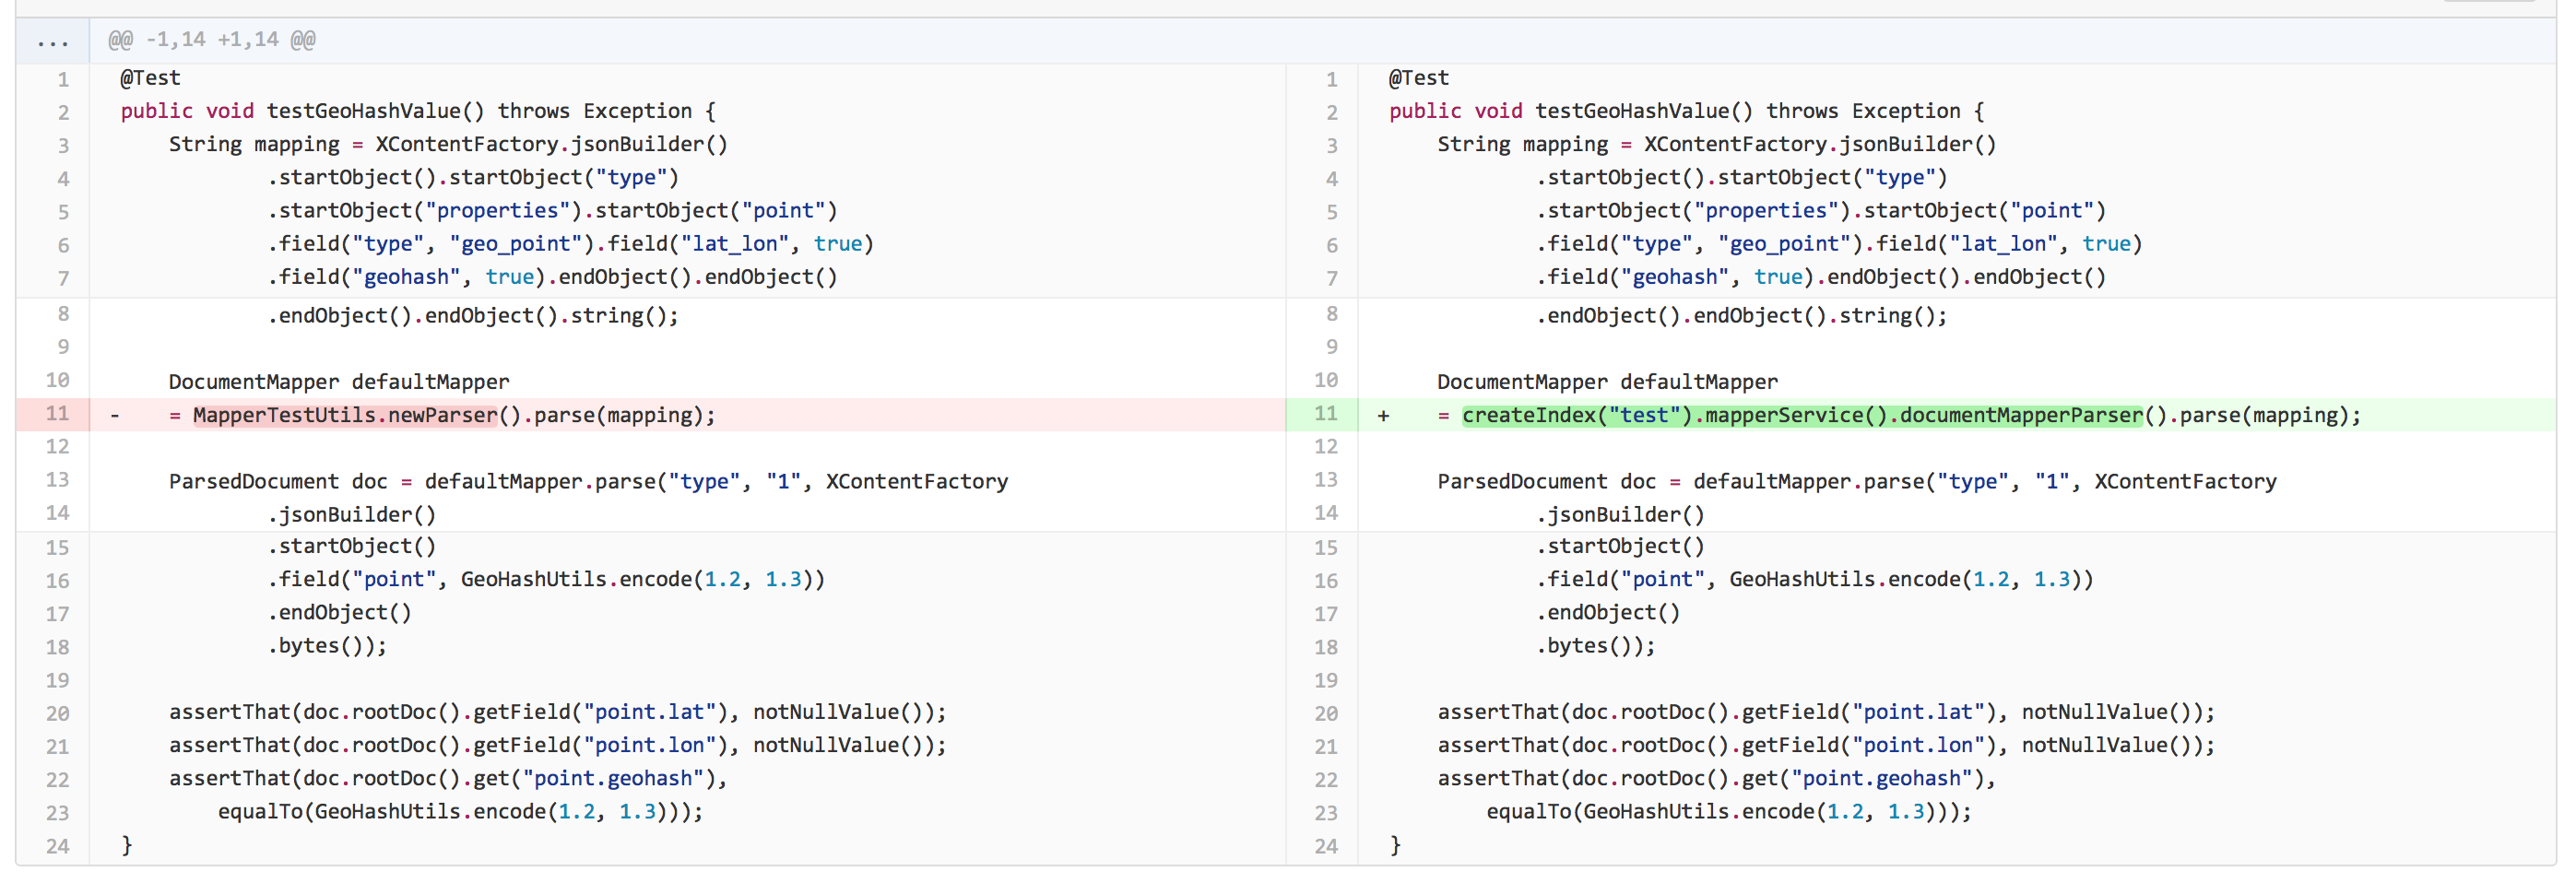 ... @@ -1,14 +1,14 @@
1 @Test
2 public void testGeoHashValue() throws Exception {
3     String mapping = XContentFactory.jsonBuilder()
4             .startObject().startObject("type")
5             .startObject("properties").startObject("point")
6             .field("type", "geo_point").field("lat_lon", true)
7             .field("geohash", true).endObject().endObject()
8             .endObject().endObject().string();
9
10     DocumentMapper defaultMapper
11 -   = MapperTestUtils.newParser().parse(mapping);
12
13     ParsedDocument doc = defaultMapper.parse("type", "1", XContentFactory
14             .jsonBuilder()
15             .startObject()
16             .field("point", GeoHashUtils.encode(1.2, 1.3))
17             .endObject()
18             .bytes());
19
20     assertThat(doc.rootDoc().getField("point.lat"), notNullValue());
21     assertThat(doc.rootDoc().getField("point.lon"), notNullValue());
22     assertThat(doc.rootDoc().get("point.geohash"),
23         equalTo(GeoHashUtils.encode(1.2, 1.3)));
24 }
1 @Test
2 public void testGeoHashValue() throws Exception {
3     String mapping = XContentFactory.jsonBuilder()
4             .startObject().startObject("type")
5             .startObject("properties").startObject("point")
6             .field("type", "geo_point").field("lat_lon", true)
7             .field("geohash", true).endObject().endObject()
8             .endObject().endObject().string();
9
10     DocumentMapper defaultMapper
11 +   = createIndex("test").mapperService().documentMapperParser().parse(mapping);
12
13     ParsedDocument doc = defaultMapper.parse("type", "1", XContentFactory
14             .jsonBuilder()
15             .startObject()
16             .field("point", GeoHashUtils.encode(1.2, 1.3))
17             .endObject()
18             .bytes());
19
20     assertThat(doc.rootDoc().getField("point.lat"), notNullValue());
21     assertThat(doc.rootDoc().getField("point.lon"), notNullValue());
22     assertThat(doc.rootDoc().get("point.geohash"),
23         equalTo(GeoHashUtils.encode(1.2, 1.3)));
24 }